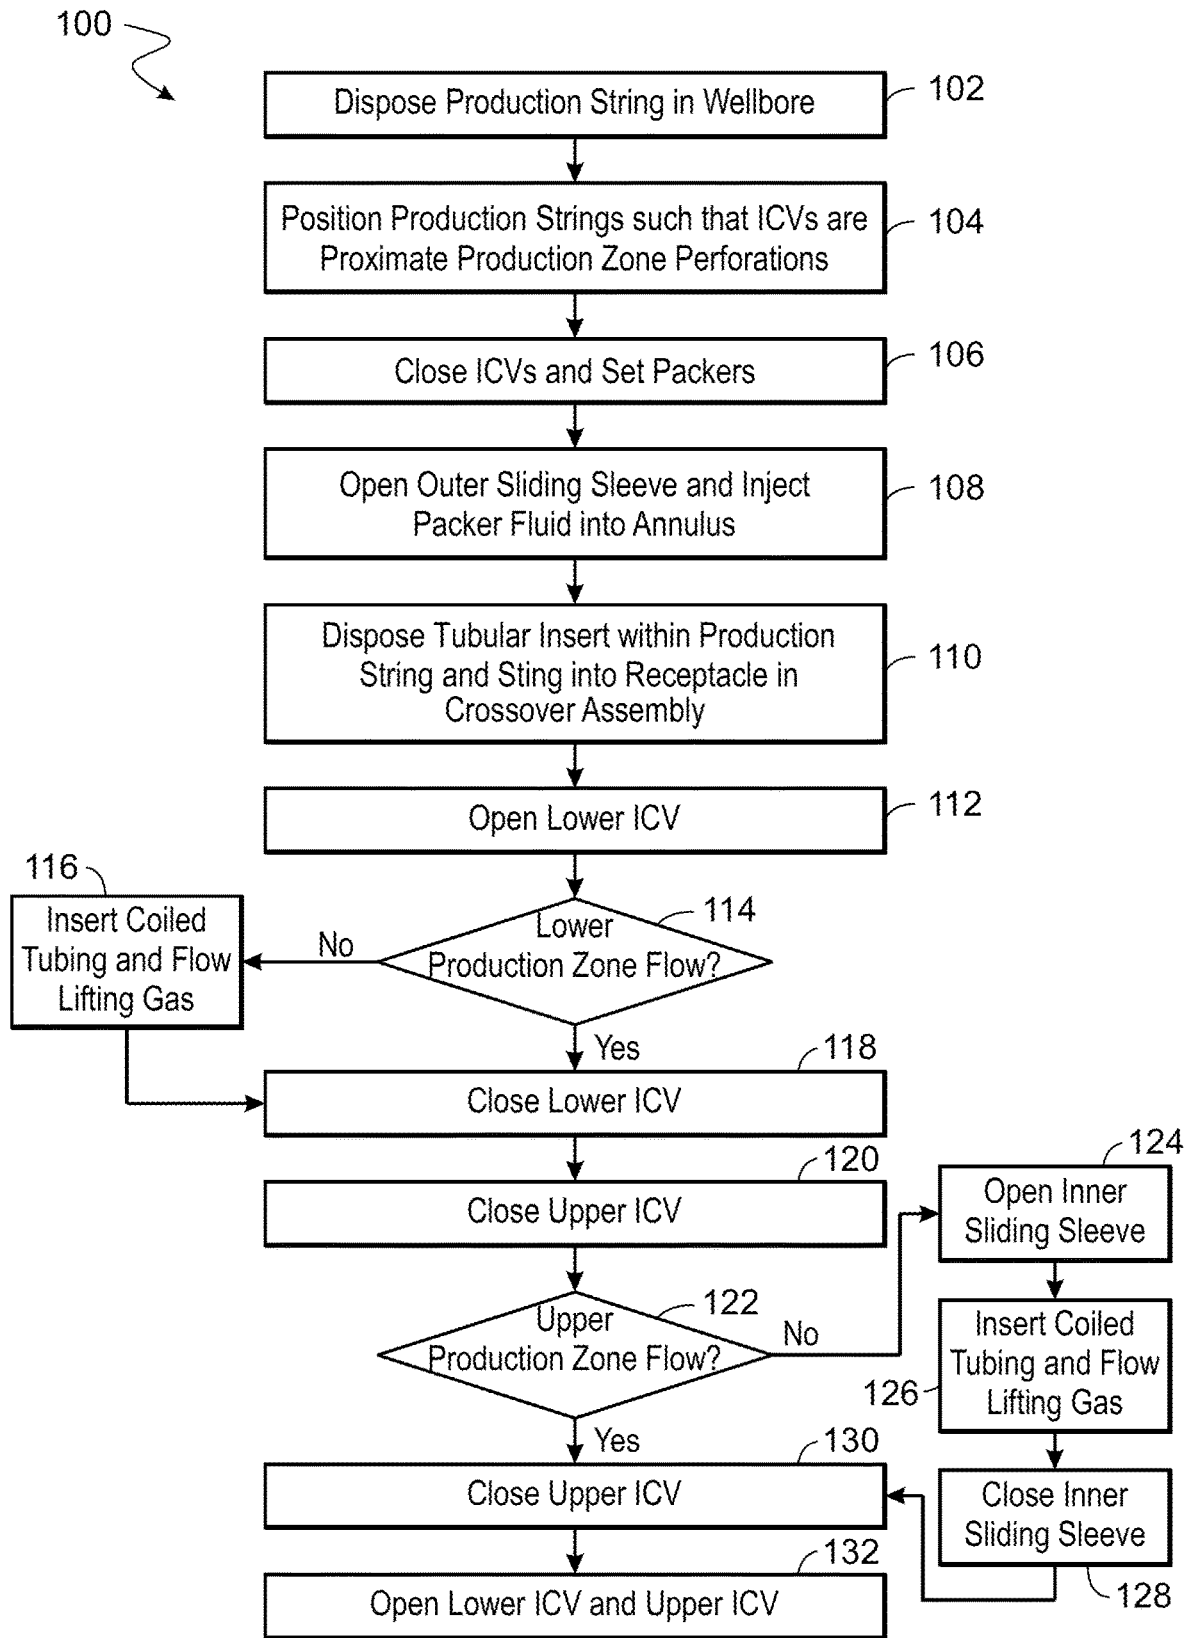 100
Dispose Production String in Wellbore
102
Position Production Strings such that ICVs are
Proximate Production Zone Perforations
104
Close ICVs and Set Packers
106
Open Outer Sliding Sleeve and Inject
Packer Fluid into Annulus
108
Dispose Tubular Insert within Production
String and Sting into Receptacle in
Crossover Assembly
110
Open Lower ICV
112
Lower
Production Zone Flow?
114
No
116
Insert Coiled
Tubing and Flow
Lifting Gas
Yes
118
Close Lower ICV
120
Close Upper ICV
Upper
Production Zone Flow?
122
No
124
Open Inner
Sliding Sleeve
Insert Coiled
Tubing and Flow
Lifting Gas
126
Close Inner
Sliding Sleeve
128
Yes
130
Close Upper ICV
132
Open Lower ICV and Upper ICV